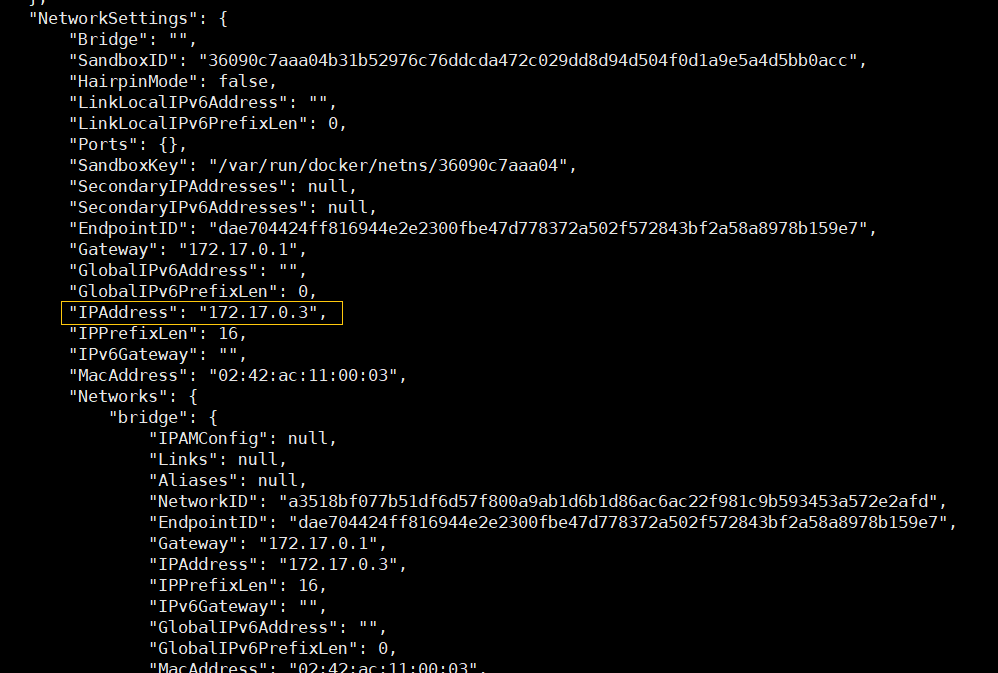 },
"NetworkSettings": {
"Bridge": "",
"SandboxID": "36090c7aaa04b31b52976c76ddcda472c029dd8d94d504f0d1a9e5a4d5bb0acc",
"HairpinMode": false,
"LinkLocalIPv6Address": "",
"LinkLocalIPv6PrefixLen": 0,
"Ports": {},
"SandboxKey": "/var/run/docker/netns/36090c7aaa04",
"SecondaryIPAddresses": null,
"SecondaryIPv6Addresses": null,
"EndpointID": "dae704424ff816944e2e2300fbe47d778372a502f572843bf2a58a8978b159e7",
"Gateway": "172.17.0.1",
"GlobalIPv6Address": "",
"GlobalIPv6PrefixLen": 0,
"IPAddress": "172.17.0.3",
"IPPrefixLen": 16,
"IPv6Gateway": "",
"MacAddress": "02:42:ac:11:00:03",
"Networks": {
"bridge": {
"IPAMConfig": null,
"Links": null,
"Aliases": null,
"NetworkID": "a3518bf077b51df6d57f800a9ab1d6b1d86ac6ac22f981c9b593453a572e2afd",
"EndpointID": "dae704424ff816944e2e2300fbe47d778372a502f572843bf2a58a8978b159e7",
"Gateway": "172.17.0.1",
"IPAddress": "172.17.0.3",
"IPPrefixLen": 16,
"IPv6Gateway": "",
"GlobalIPv6Address": "",
"GlobalIPv6PrefixLen": 0,
"MacAddress": "02:42:ac:11:00:03",